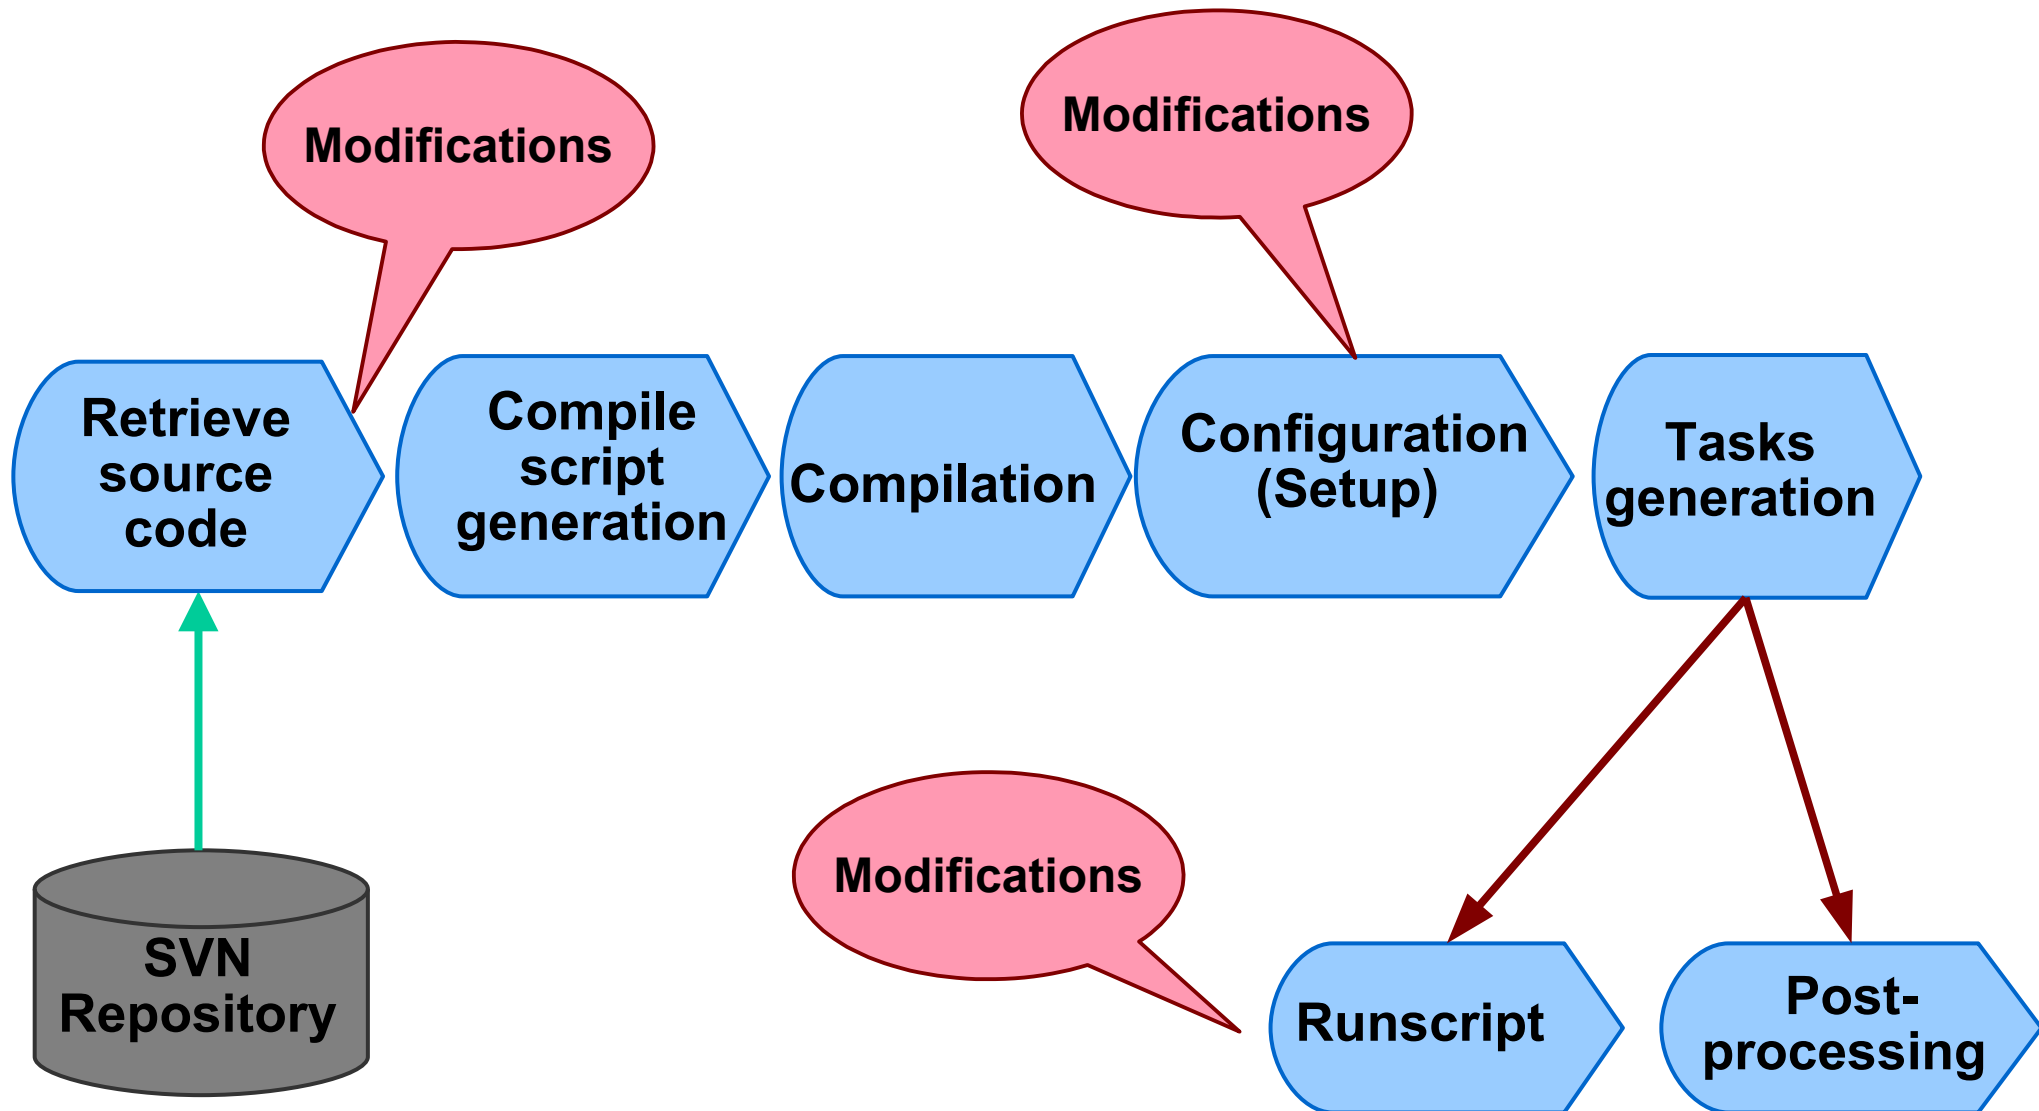 Modifications
Modifications
Retrieve
source
code
Compile
script
generation
Compilation
Configuration
(Setup)
Tasks
generation
Modifications
SVN
Repository
Runscript
Post-
processing